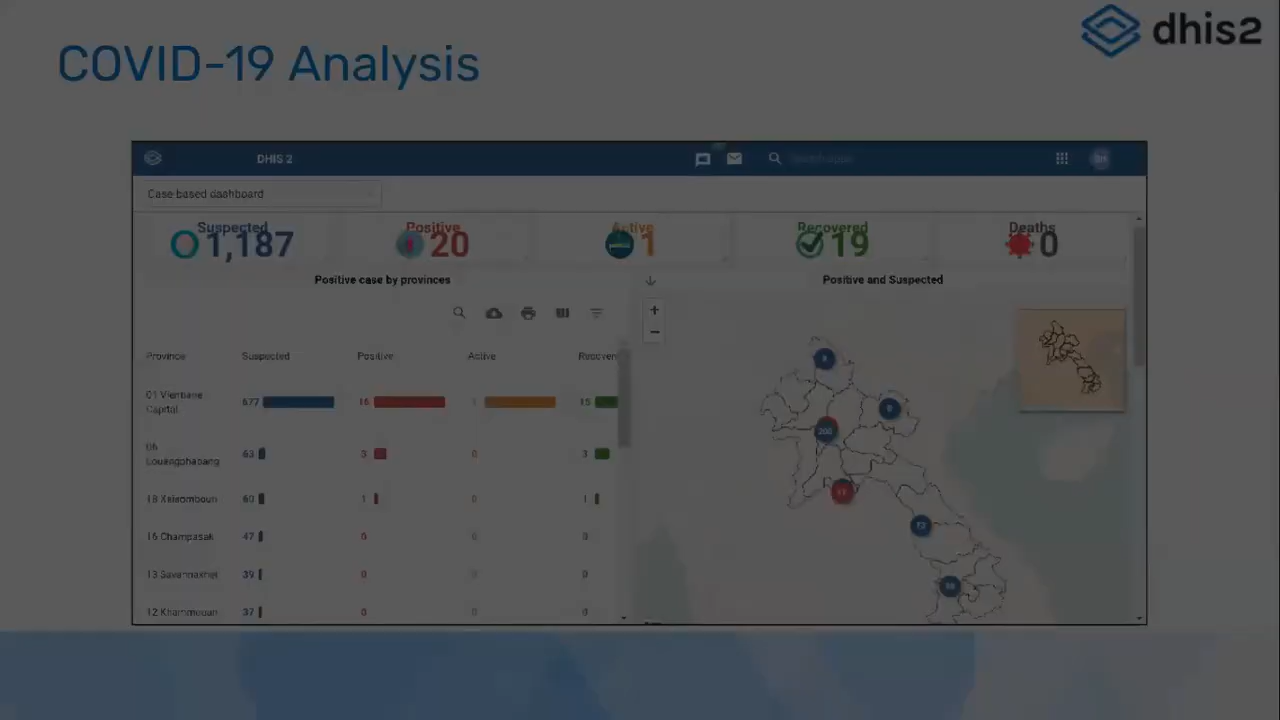 dhis2
COVID-19 Analysis
DHIS 2
Case based dashboard
Suspected
1,187
Positive
20
Active
1
Recovered
19
Deaths
0
Positive case by provinces
Positive and Suspected
+
−
Province Suspected Positive Active Recover
01 Vientiane Capital 677 16 1 15
06 Louangphabang 63 3 0 3
18 Xaisomboun 60 1 0 1
16 Champasak 47 0 0 0
13 Savannakhet 39 0 0 0
12 Khammouan 37 0 0 0